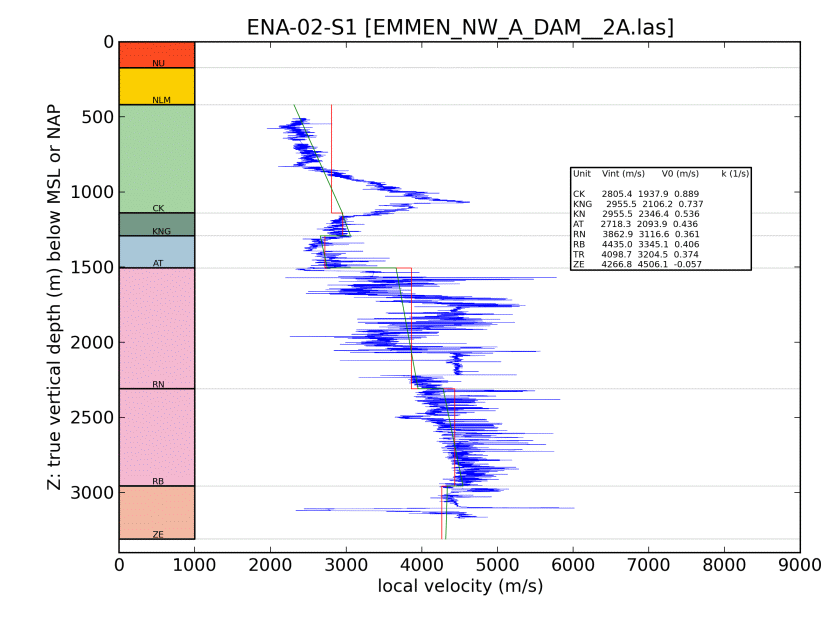 ENA-02-S1 [EMMEN_NW_A_DAM__2A.las]
Z: true vertical depth (m) below MSL or NAP
0
500
1000
1500
2000
2500
3000
NU
NLM
CK
KNG
AT
RN
RB
ZE
Unit Vint (m/s) V0 (m/s) k (1/s)
CK 2805.4 1937.9 0.889
KNG 2955.5 2106.2 0.737
KN 2955.5 2346.4 0.536
AT 2718.3 2093.9 0.436
RN 3862.9 3116.6 0.361
RB 4435.0 3345.1 0.406
TR 4098.7 3204.5 0.374
ZE 4266.8 4506.1 -0.057
0 1000 2000 3000 4000 5000 6000 7000 8000 9000
local velocity (m/s)